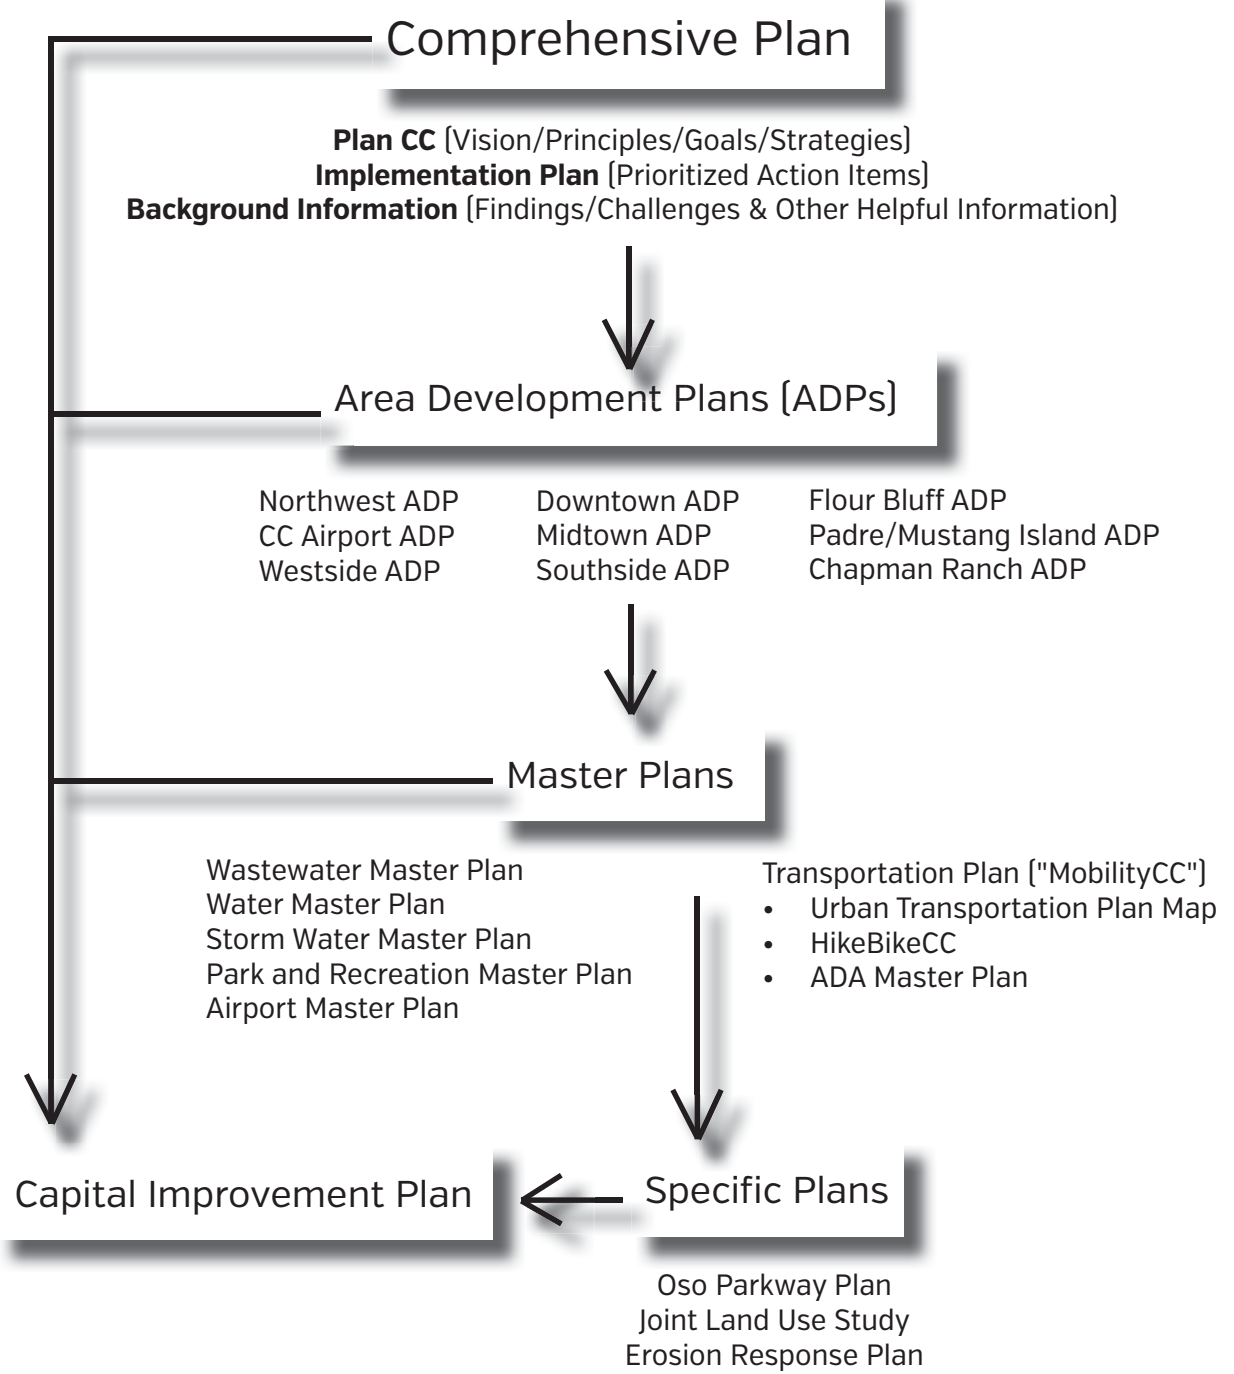 Comprehensive Plan
Plan CC (Vision/Principles/Goals/Strategies)
Implementation Plan (Prioritized Action Items)
Background Information (Findings/Challenges & Other Helpful Information)
Area Development Plans (ADPs)
Northwest ADP
CC Airport ADP
Westside ADP
Downtown ADP
Midtown ADP
Southside ADP
Flour Bluff ADP
Padre/Mustang Island ADP
Chapman Ranch ADP
Master Plans
Wastewater Master Plan
Water Master Plan
Storm Water Master Plan
Park and Recreation Master Plan
Airport Master Plan
Transportation Plan ("MobilityCC")
• Urban Transportation Plan Map
• HikeBikeCC
• ADA Master Plan
Capital Improvement Plan
Specific Plans
Oso Parkway Plan
Joint Land Use Study
Erosion Response Plan